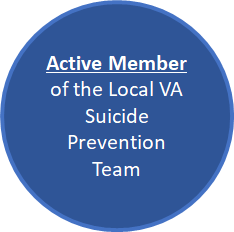 Active Member
of the Local VA
Suicide
Prevention
Team